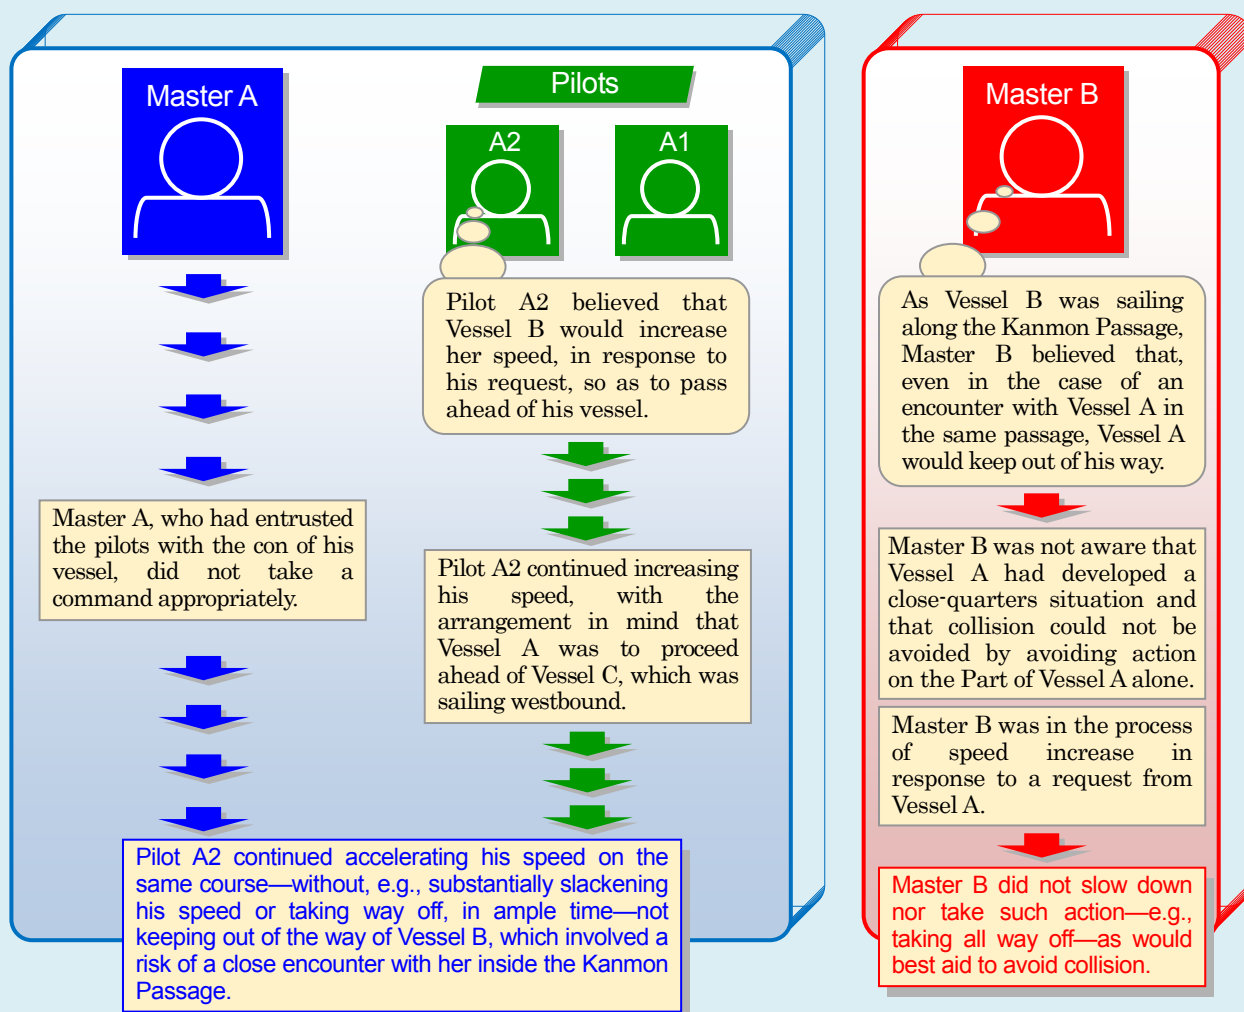 Master A
Pilots
A2
A1
Pilot A2 believed that
Vessel B would increase
her speed, in response to
his request, so as to pass
ahead of his vessel.
Master A, who had entrusted
the pilots with the con of his
vessel, did not take a
command appropriately.
Pilot A2 continued increasing
his speed, with the
arrangement in mind that
Vessel A was to proceed
ahead of Vessel C, which was
sailing westbound.
Pilot A2 continued accelerating his speed on the
same course—without, e.g., substantially slackening
his speed or taking way off, in ample time—not
keeping out of the way of Vessel B, which involved a
risk of a close encounter with her inside the Kanmon
Passage.
Master B
As Vessel B was sailing
along the Kanmon Passage,
Master B believed that,
even in the case of an
encounter with Vessel A in
the same passage, Vessel A
would keep out of his way.
Master B was not aware that
Vessel A had developed a
close-quarters situation and
that collision could not be
avoided by avoiding action
on the Part of Vessel A alone.
Master B was in the process
of speed increase in
response to a request from
Vessel A.
Master B did not slow down
nor take such action—e.g.,
taking all way off—as would
best aid to avoid collision.